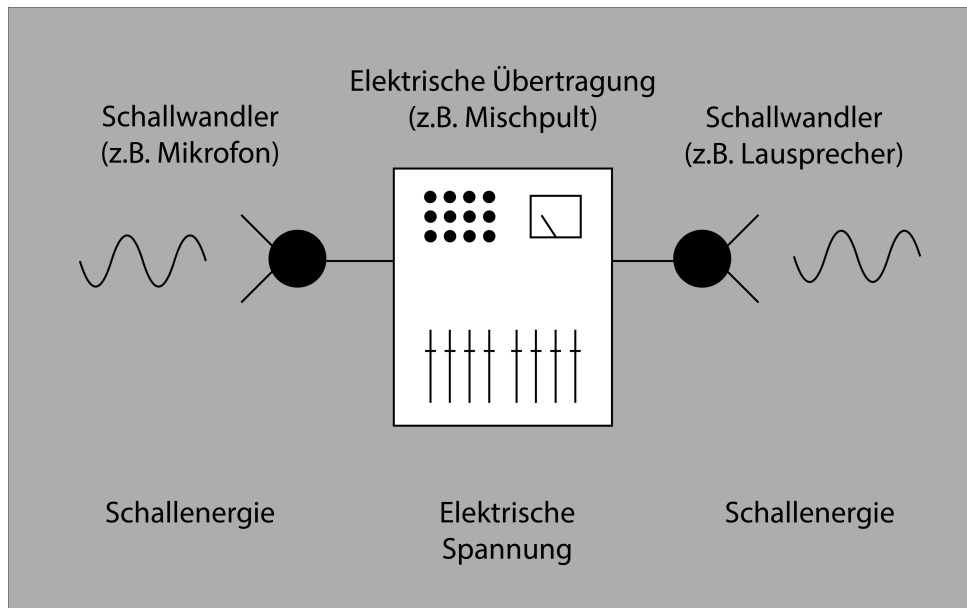 Schallwandler
(z.B. Mikrofon)
Elektrische Übertragung
(z.B. Mischpult)
Schallwandler
(z.B. Lausprecher)
Schallenergie
Elektrische
Spannung
Schallenergie